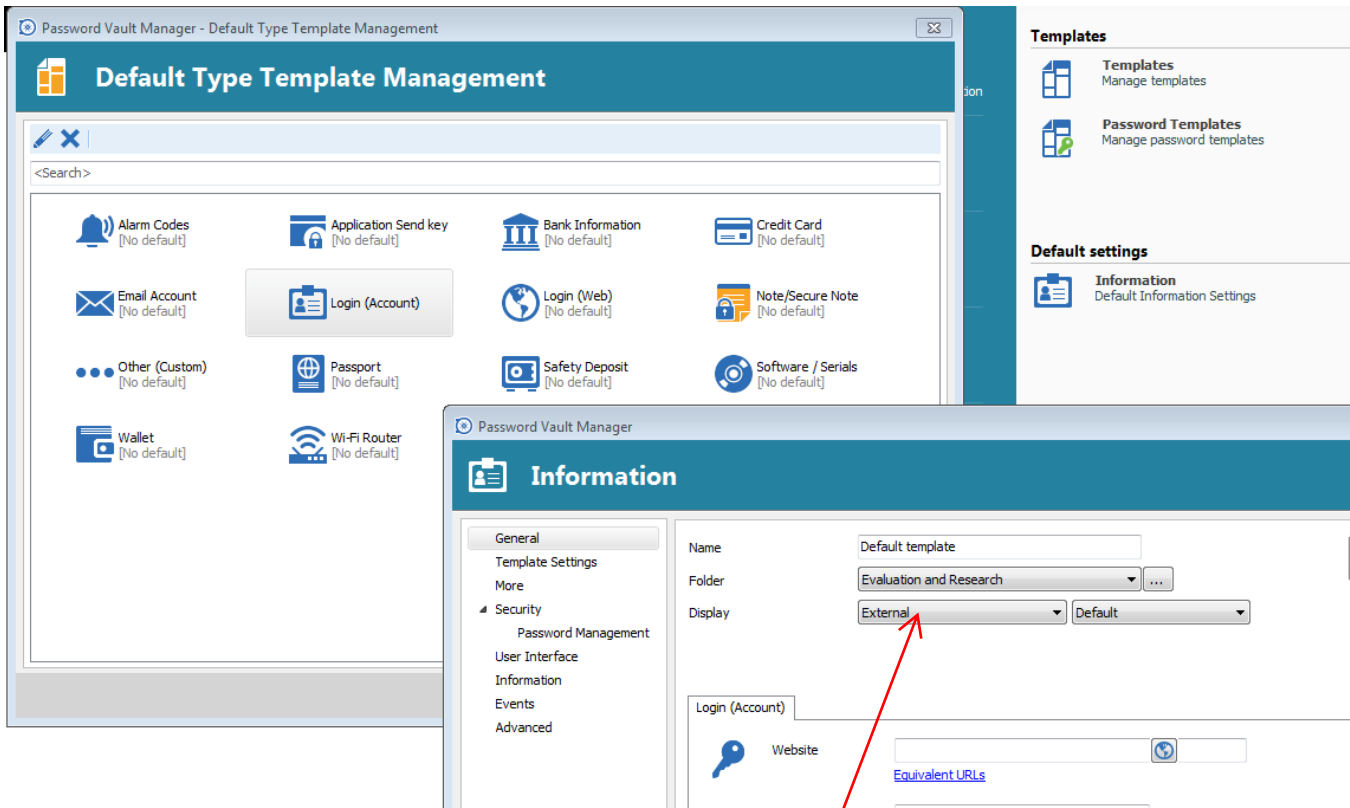 Password Vault Manager - Default Type Template Management
Default Type Template Management
<Search>
Alarm Codes
[No default]
Application Send key
[No default]
Bank Information
[No default]
Credit Card
[No default]
Email Account
[No default]
Login (Account)
Login (Web)
[No default]
Note/Secure Note
[No default]
Other (Custom)
[No default]
Passport
[No default]
Safety Deposit
[No default]
Software / Serials
[No default]
Wallet
[No default]
Wi-Fi Router
[No default]
tion
Templates
Templates
Manage templates
Password Templates
Manage password templates
Default settings
Information
Default Information Settings
Password Vault Manager
Information
General
Template Settings
More
Security
Password Management
User Interface
Information
Events
Advanced
Name
Default template
Folder
Evaluation and Research
...
Display
External
Default
Login (Account)
Website
Equivalent URLs